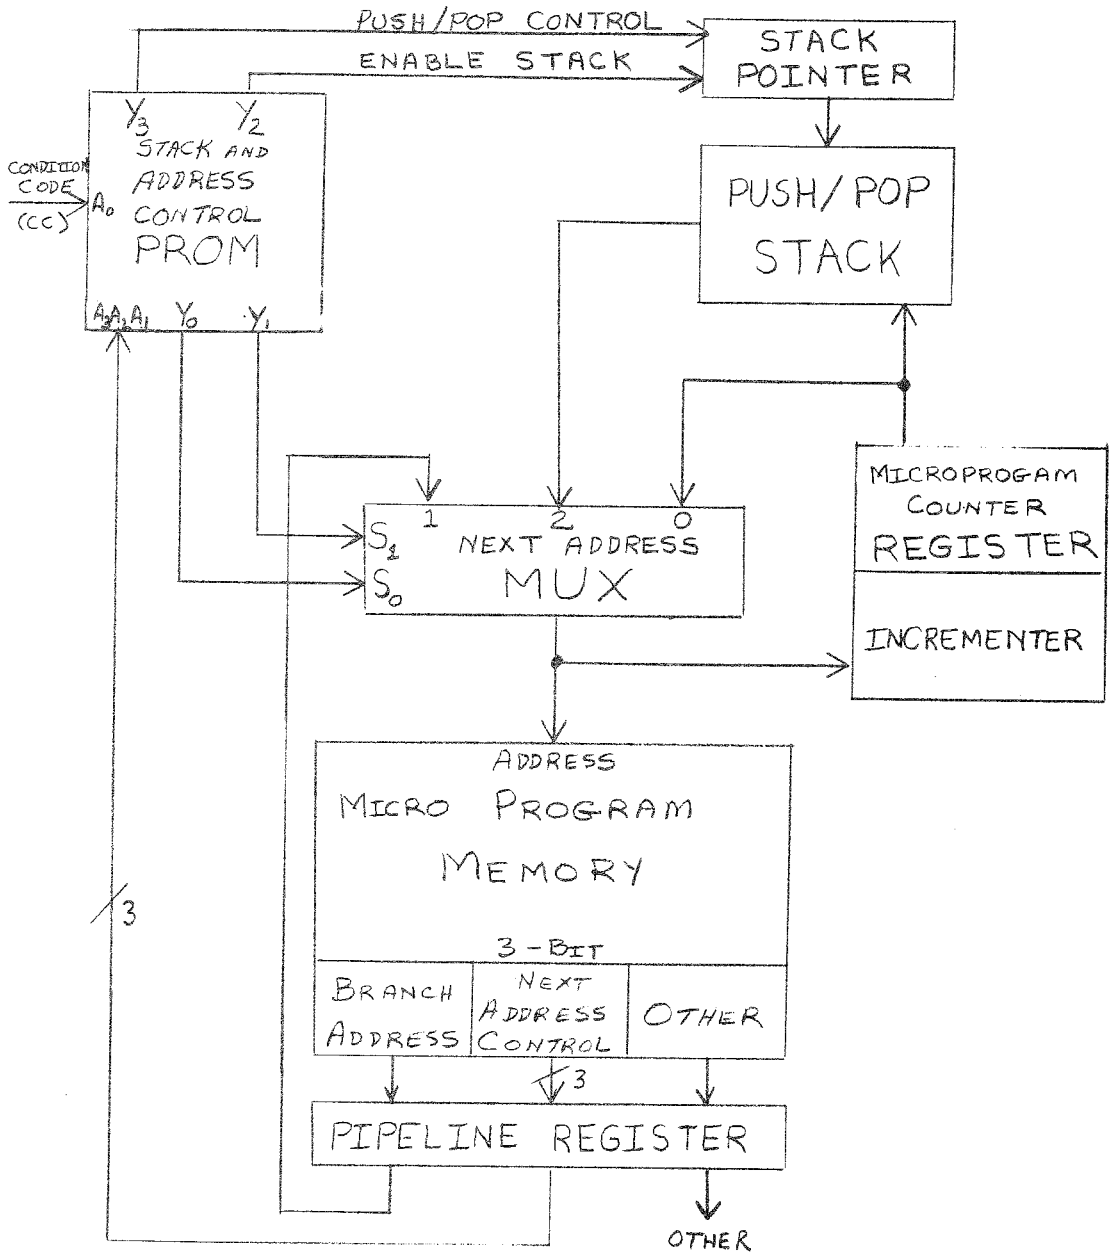 PUSH/POP CONTROL
ENABLE STACK
STACK
POINTER
Y3
Y2
STACK AND
ADDRESS
CONTROL
PROM
CONDITION
CODE
(CC)
A0
A3A2A1
Y0
Y1
PUSH/POP
STACK
MICROPROGAM
COUNTER
REGISTER
INCREMENTER
1
2
0
S1
NEXT ADDRESS
MUX
S0
ADDRESS
MICRO PROGRAM
MEMORY
3
3-BIT
BRANCH
ADDRESS
NEXT
ADDRESS
CONTROL
OTHER
3
PIPELINE REGISTER
OTHER